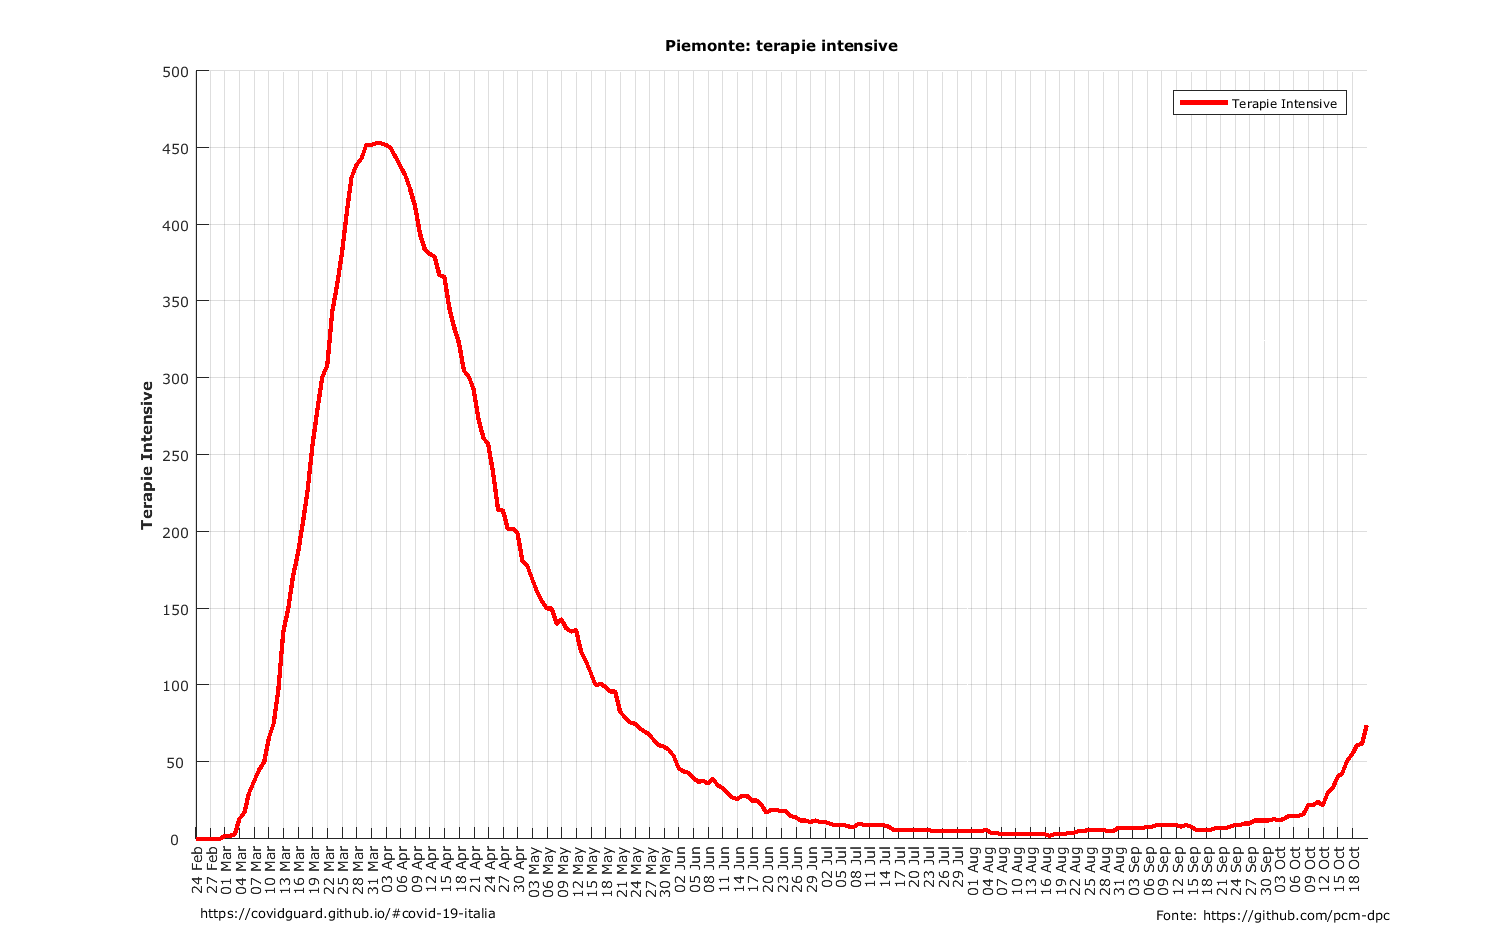 Piemonte: terapie intensive
Terapie Intensive
Terapie Intensive
500
450
400
350
300
250
200
150
100
50
0
24 Feb
27 Feb
01 Mar
04 Mar
07 Mar
10 Mar
13 Mar
16 Mar
19 Mar
22 Mar
25 Mar
28 Mar
31 Mar
03 Apr
06 Apr
09 Apr
12 Apr
15 Apr
18 Apr
21 Apr
24 Apr
27 Apr
30 Apr
03 May
06 May
09 May
12 May
15 May
18 May
21 May
24 May
27 May
30 May
02 Jun
05 Jun
08 Jun
11 Jun
14 Jun
17 Jun
20 Jun
23 Jun
26 Jun
29 Jun
02 Jul
05 Jul
08 Jul
11 Jul
14 Jul
17 Jul
20 Jul
23 Jul
26 Jul
29 Jul
01 Aug
04 Aug
07 Aug
10 Aug
13 Aug
16 Aug
19 Aug
22 Aug
25 Aug
28 Aug
31 Aug
03 Sep
06 Sep
09 Sep
12 Sep
15 Sep
18 Sep
21 Sep
24 Sep
27 Sep
30 Sep
03 Oct
06 Oct
09 Oct
12 Oct
15 Oct
18 Oct
https://covidguard.github.io/#covid-19-italia
Fonte: https://github.com/pcm-dpc